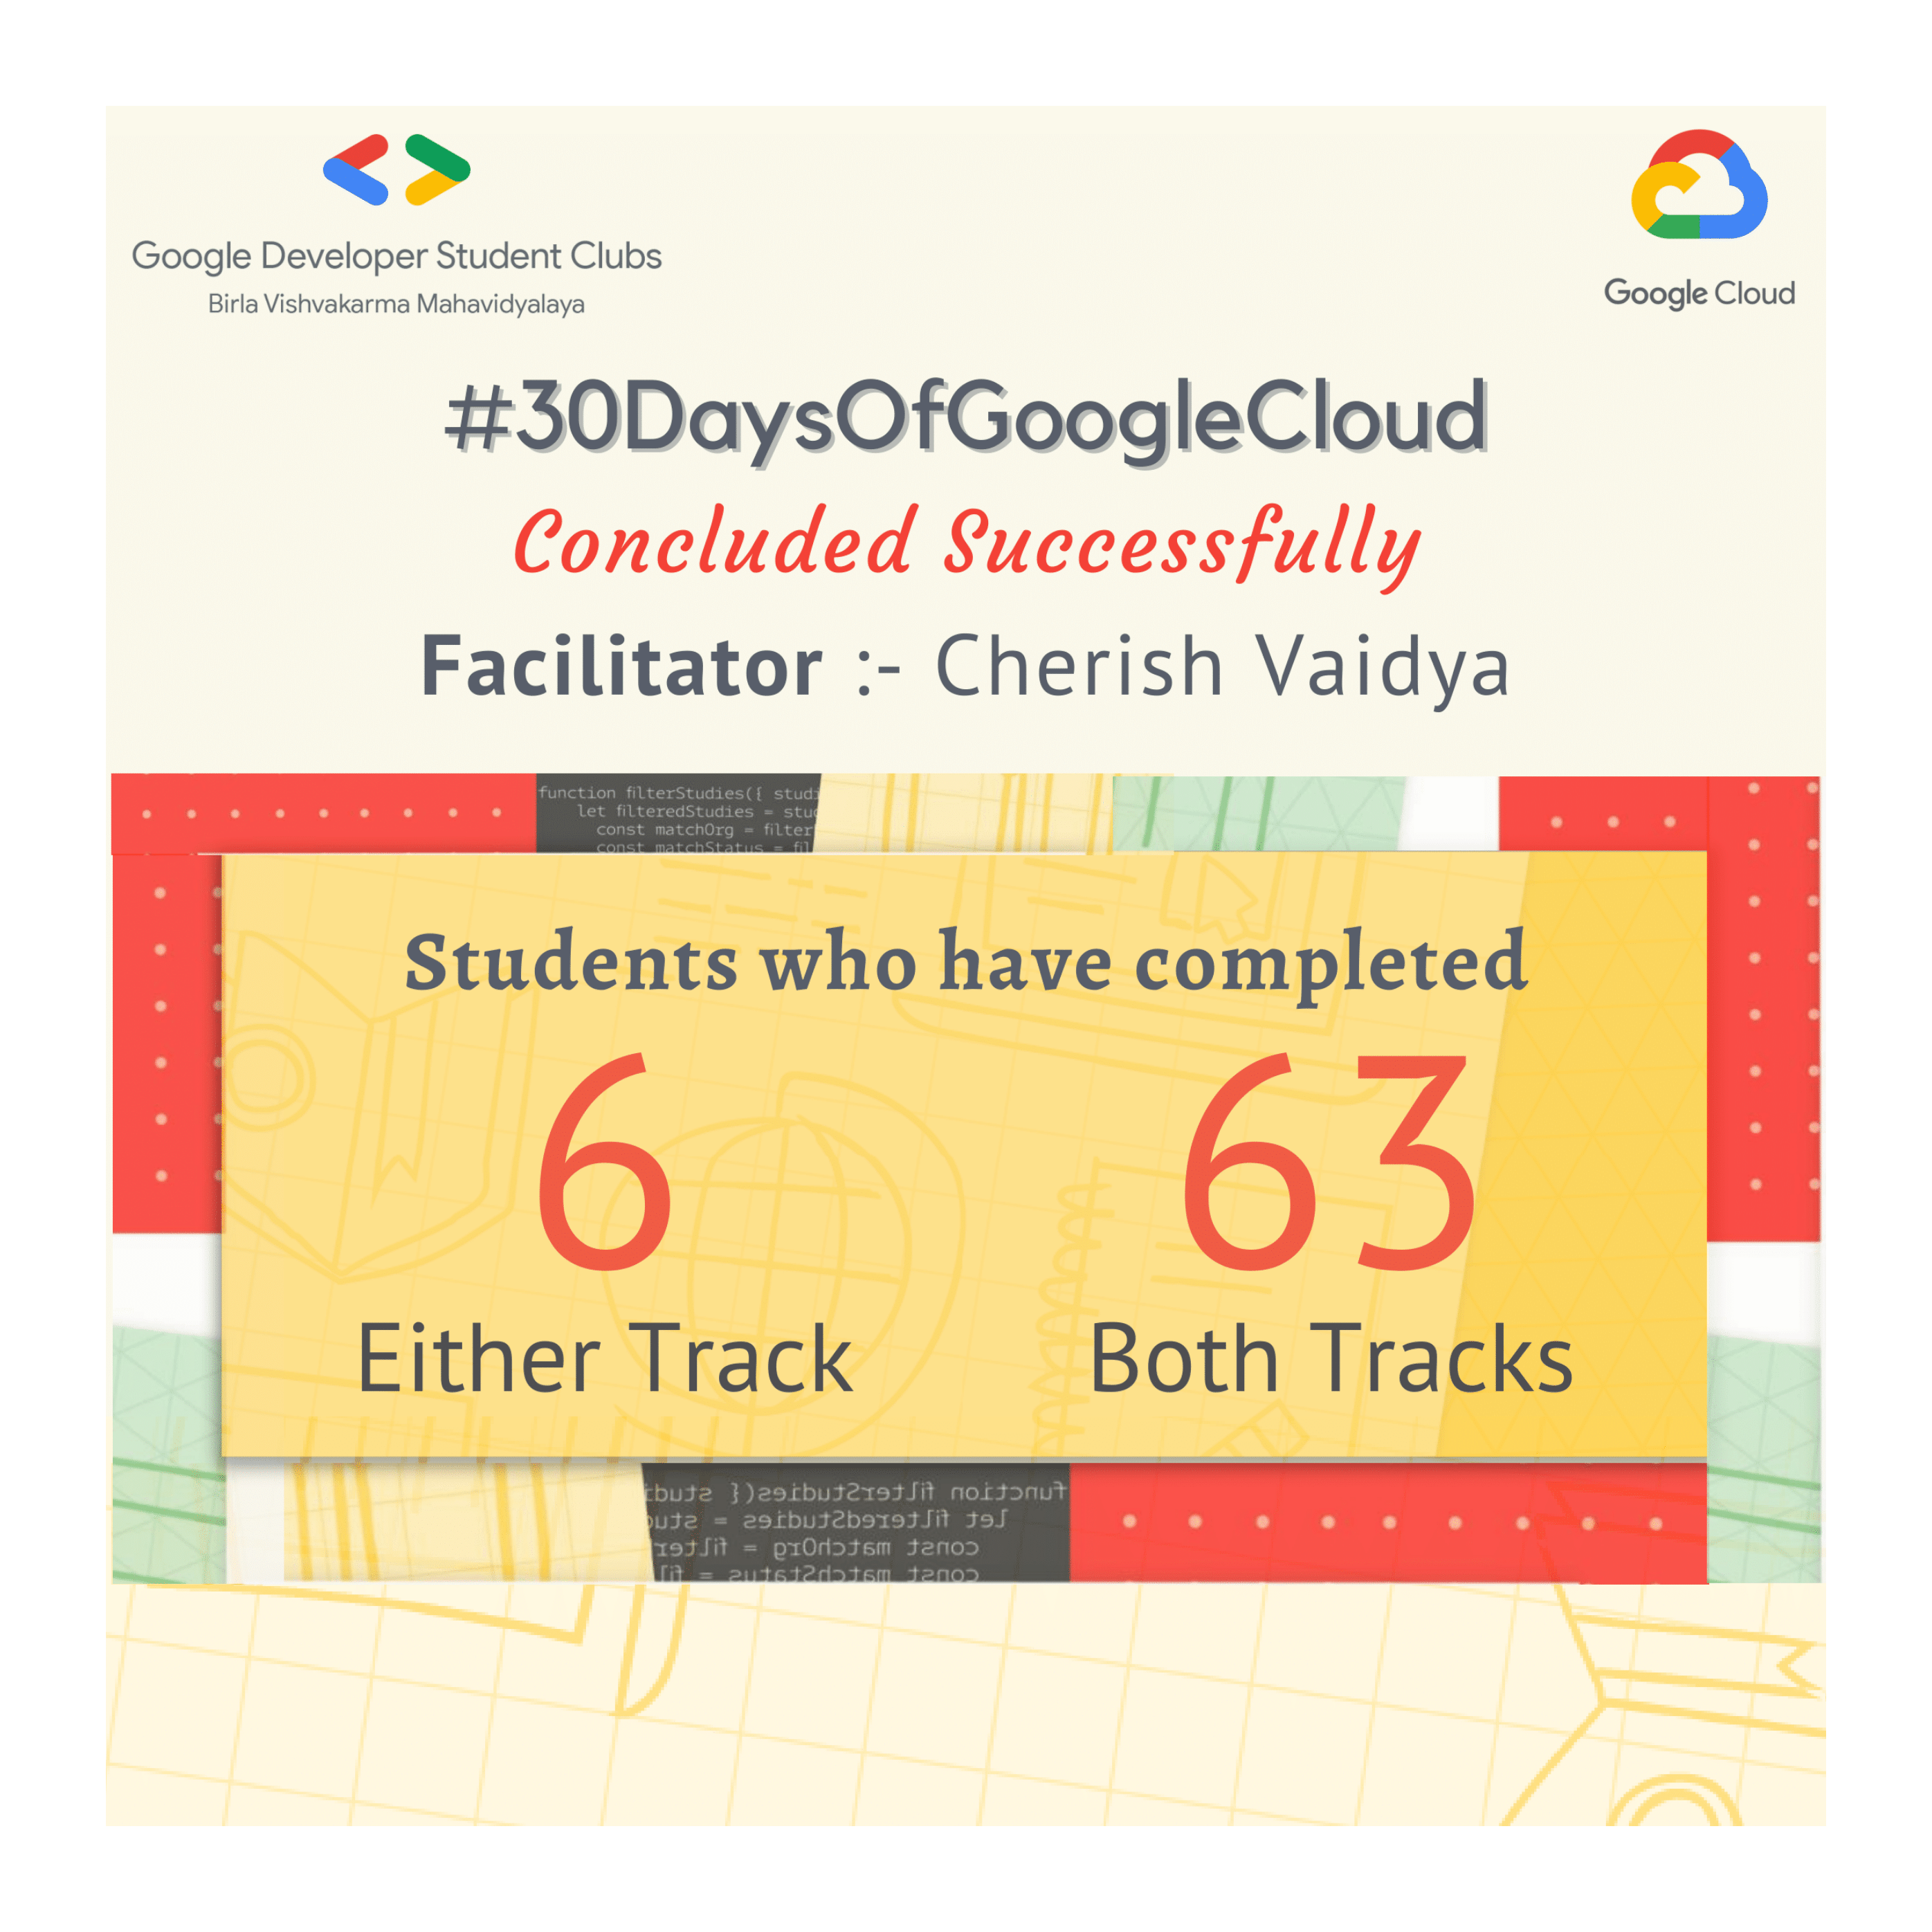 Google Developer Student Clubs
Birla Vishvakarma Mahavidyalaya
Google Cloud
#30DaysOfGoogleCloud
Concluded Successfully
Facilitator :- Cherish Vaidya
function filterStudies({ studi
let filteredStudies = stud
const matchOrg = filter
const matchStatus = fil
Students who have completed
6
63
Either Track
Both Tracks
function filterStudies({ studi
let filteredStudies = stud
const matchOrg = filter
const matchStatus = fil